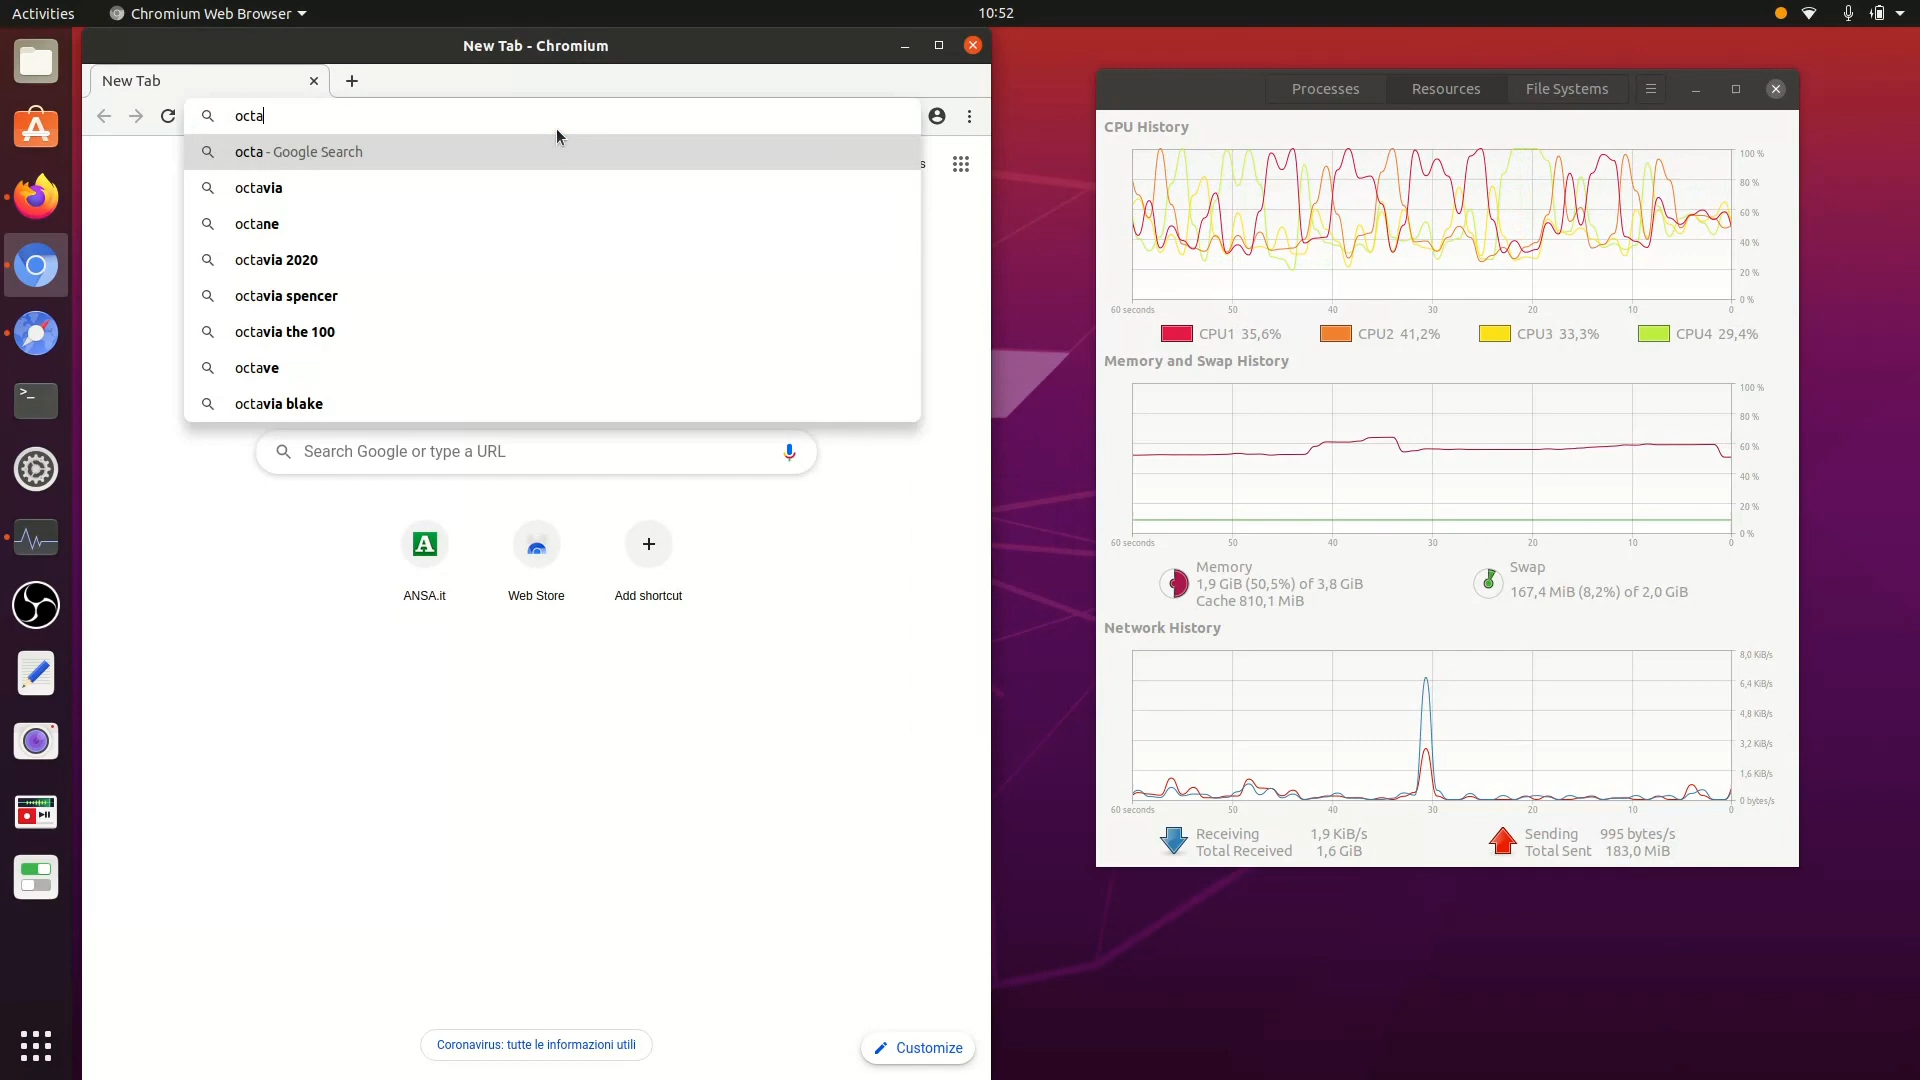 Activities
Chromium Web Browser
10:52
New Tab - Chromium
New Tab
octa
octa - Google Search
octavia
octane
octavia 2020
octavia spencer
octavia the 100
octave
octavia blake
s
Search Google or type a URL
ANSA.it
Web Store
Add shortcut
Coronavirus: tutte le informazioni utili
Customize
Processes
Resources
File Systems
CPU History
100 %
80 %
60 %
40 %
20 %
0 %
60 seconds 50 40 30 20 10 0
CPU1 35,6% CPU2 41,2% CPU3 33,3% CPU4 29,4%
Memory and Swap History
100 %
80 %
60 %
40 %
20 %
0 %
60 seconds 50 40 30 20 10 0
Memory
1,9 GiB (50,5%) of 3,8 GiB
Cache 810,1 MiB
Swap
167,4 MiB (8,2%) of 2,0 GiB
Network History
8,0 KiB/s
6,4 KiB/s
4,8 KiB/s
3,2 KiB/s
1,6 KiB/s
0 bytes/s
60 seconds 50 40 30 20 10 0
Receiving 1,9 KiB/s
Total Received 1,6 GiB
Sending 995 bytes/s
Total Sent 183,0 MiB